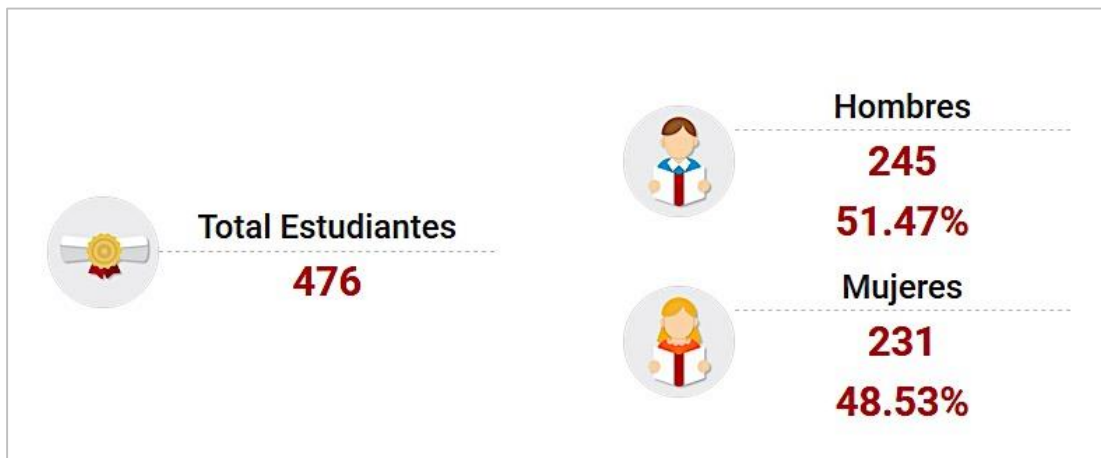 Total Estudiantes
476
Hombres
245
51.47%
Mujeres
231
48.53%